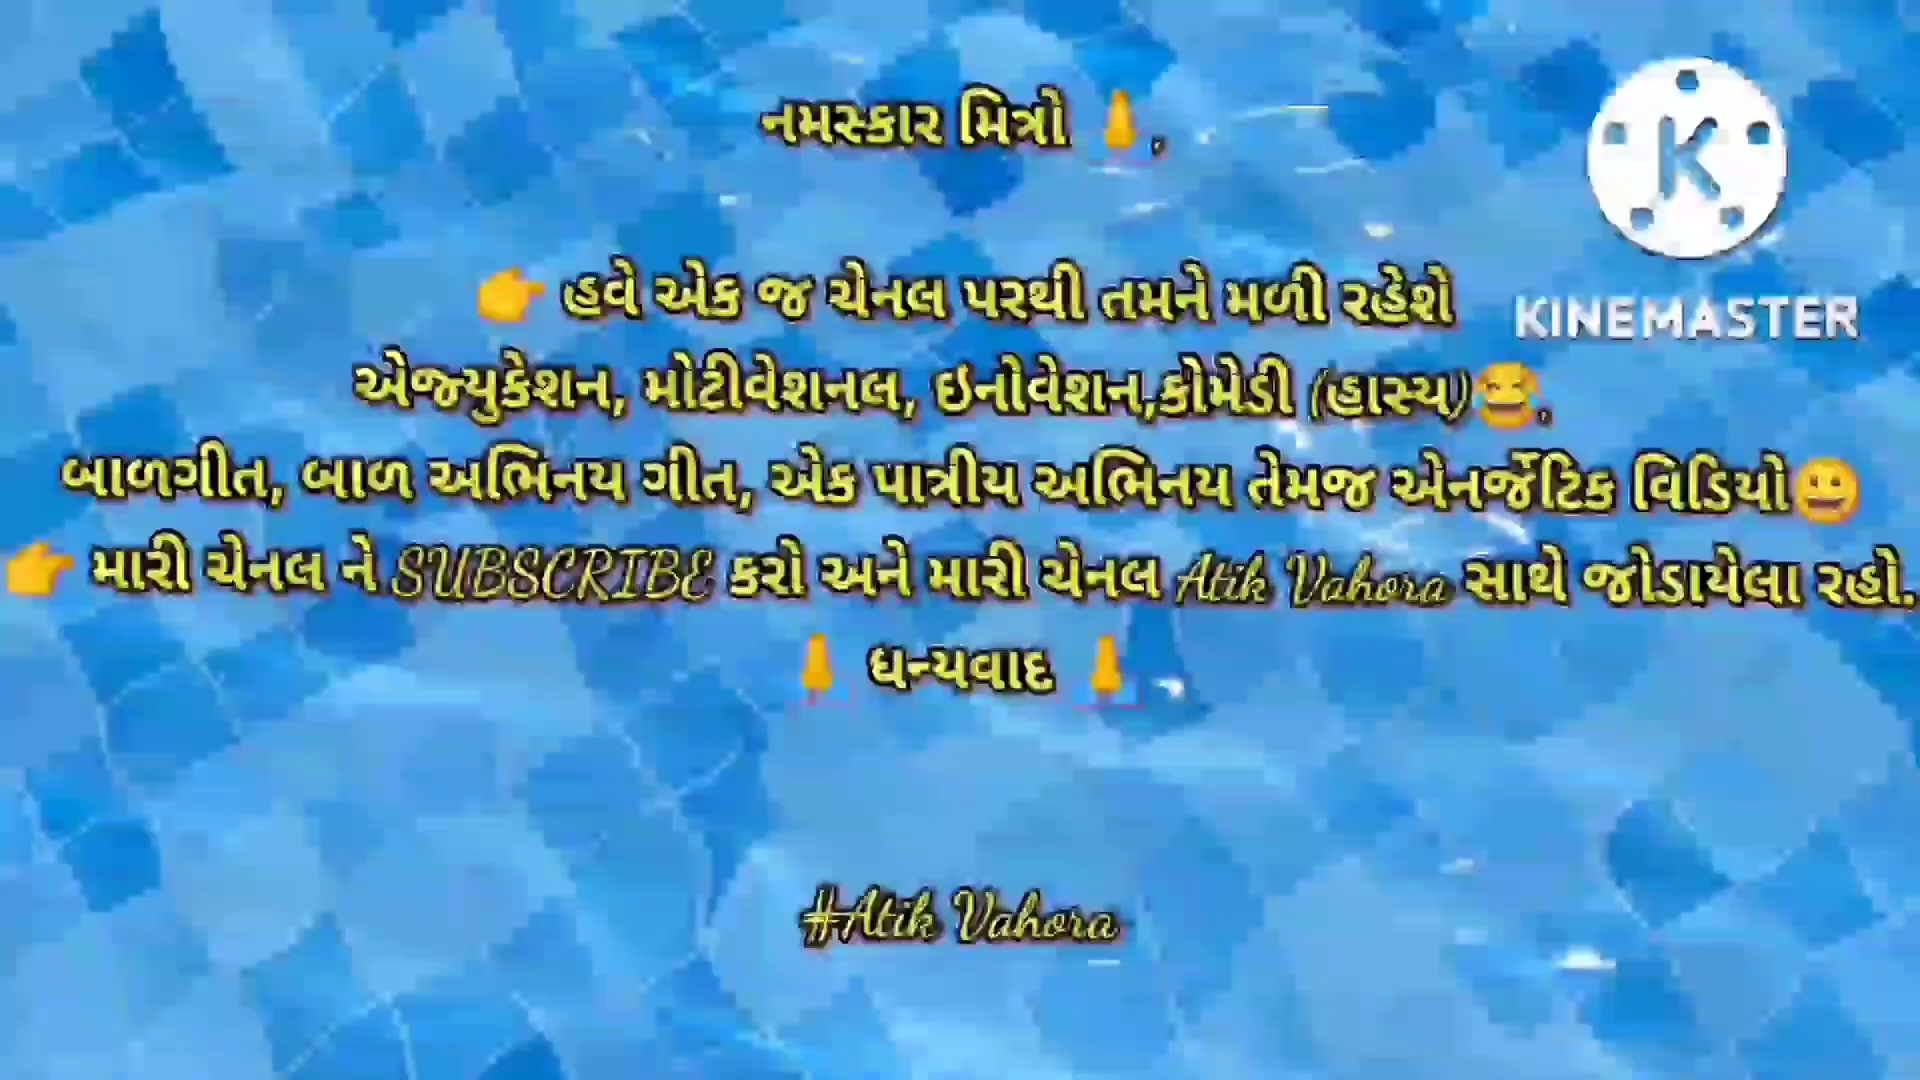 નમસ્કાર મિત્રો 🙏,
KINEMASTER
👉 હવે એક જ ચેનલ પરથી તમને મળી રહેશે
એજ્યુકેશન, મોટીવેશનલ, ઇનોવેશન,કોમેડી (હાસ્ય)😂,
બાળગીત, બાળ અભિનય ગીત, એક પાત્રીય અભિનય તેમજ એનર્જેટિક વિડિયો😀
👉 મારી ચેનલ ને SUBSCRIBE કરો અને મારી ચેનલ Atik Vahora સાથે જોડાયેલા રહો.
🙏 ધન્યવાદ 🙏
#Atik Vahora